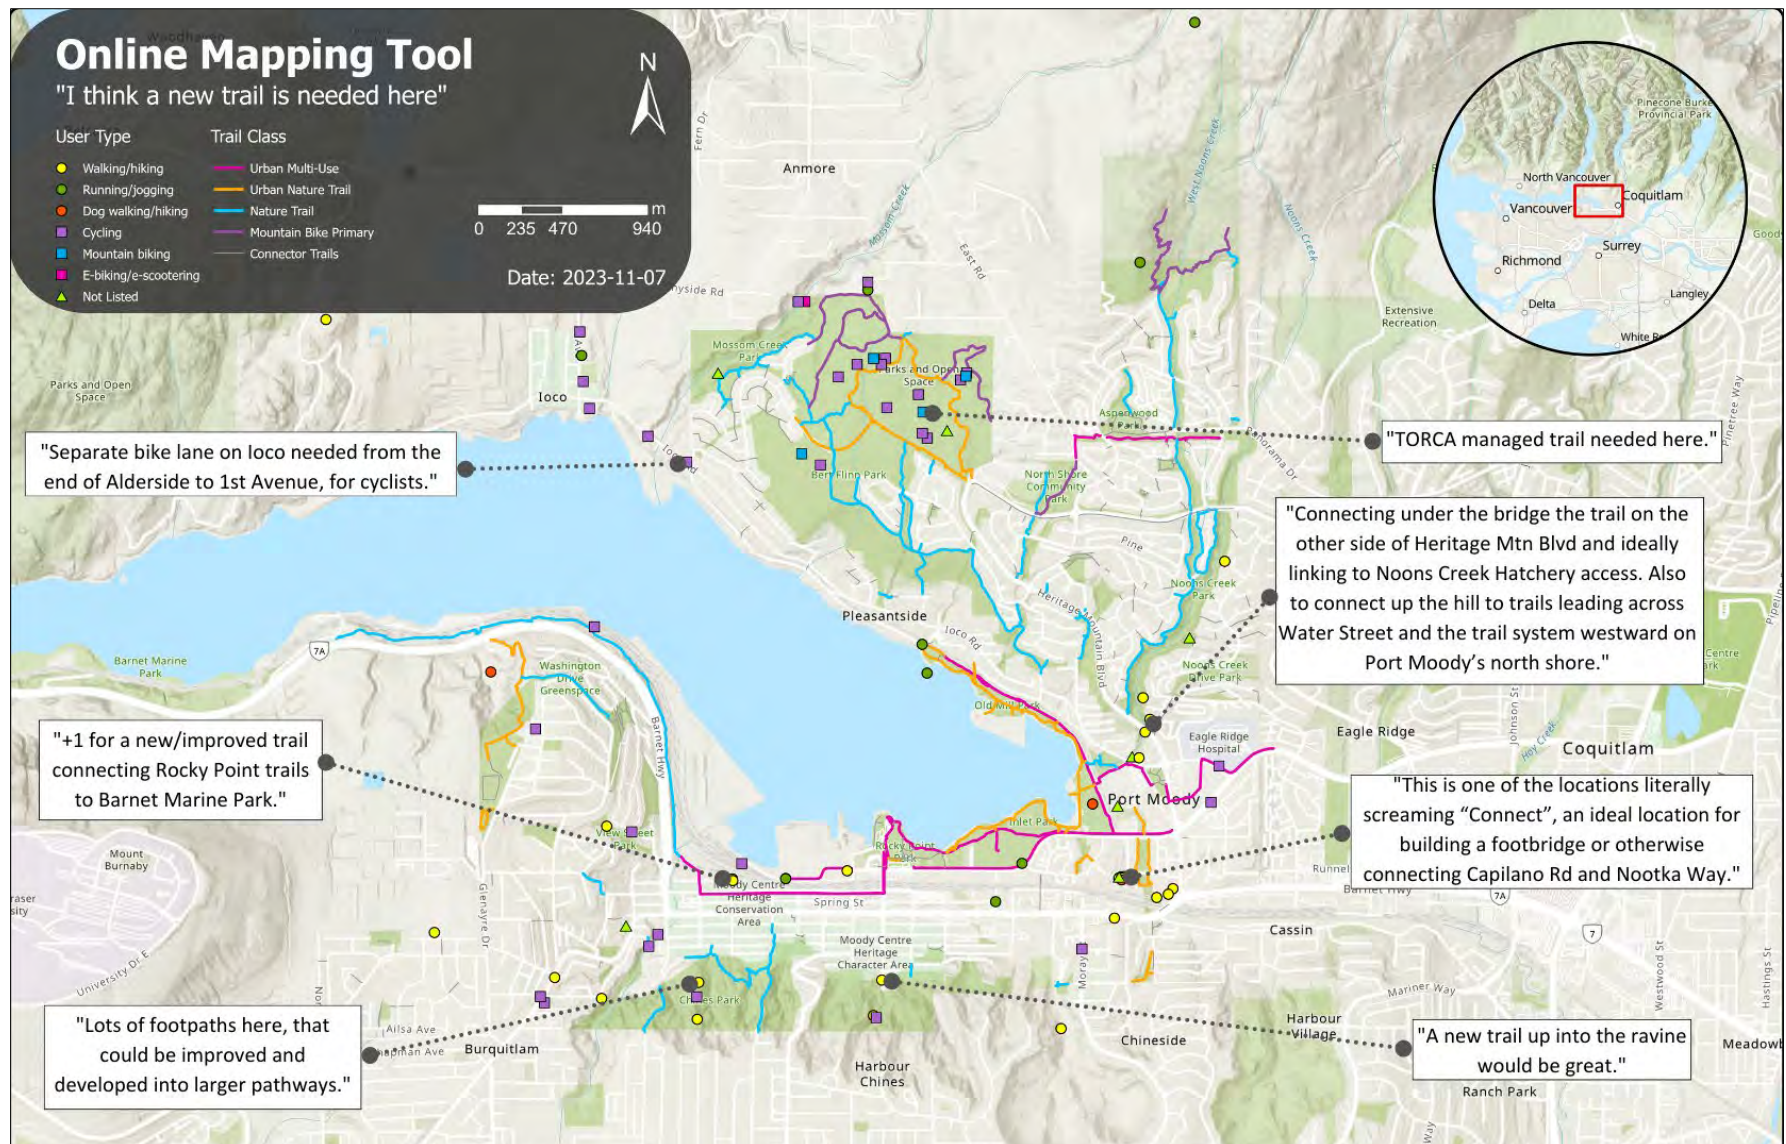 Online Mapping Tool
"I think a new trail is needed here"
N
User Type
Trail Class
Walking/hiking
Running/jogging
Dog walking/hiking
Cycling
Mountain biking
E-biking/e-scootering
Not Listed
Urban Multi-Use
Urban Nature Trail
Nature Trail
Mountain Bike Primary
Connector Trails
m
0 235 470 940
Date: 2023-11-07
Fern Dr
Anmore
Mossom Creek
East Rd
West Noons Creek
Noons Creek
Pinecone Burke
Provincial Park
North Vancouver
Coquitlam
Vancouver
Surrey
Richmond
Langley
Delta
White
Extensive
Recreation
Parks and Open
Space
Ioco
Mossom Creek
Park
Parks and Open
Space
Aspenwood
Park
Panorama Dr
Pinetree Way
"Separate bike lane on Ioco needed from the
end of Alderside to 1st Avenue, for cyclists."
"TORCA managed trail needed here."
Bert Flinn Park
North Shore
Community
Park
"Connecting under the bridge the trail on the
other side of Heritage Mtn Blvd and ideally
linking to Noons Creek Hatchery access. Also
to connect up the hill to trails leading across
Water Street and the trail system westward on
Port Moody's north shore."
Pine
Noons Creek
Park
Heritage Mountain Blvd
Pleasantside
Ioco Rd
Noons Creek
Drive Park
7A
Barnet Marine
Park
Washington
Drive
Greenspace
Old Mill Park
Barnet Hwy
Eagle Ridge
Hospital
Eagle Ridge
Johnson St
Hoy Creek
Coquitlam
Centre
"+1 for a new/improved trail
connecting Rocky Point trails
to Barnet Marine Park."
Port Moody
Inlet Park
Rocky Point
Park
View Street
Park
"This is one of the locations literally
screaming “Connect”, an ideal location for
building a footbridge or otherwise
connecting Capilano Rd and Nootka Way."
Mount
Burnaby
Glenayre Dr
University Dr E
Moody Centre
Heritage
Conservation
Area
Spring St
Barnet Hwy
7A
7
Cassin
Moody Centre
Heritage
Character Area
Chines Park
Mariner Way
Westwood St
Hastings St
"Lots of footpaths here, that
could be improved and
developed into larger pathways."
Ailsa Ave
Burquitlam
Harbour
Chines
Chineside
Harbour
Village
"A new trail up into the ravine
would be great."
Ranch Park